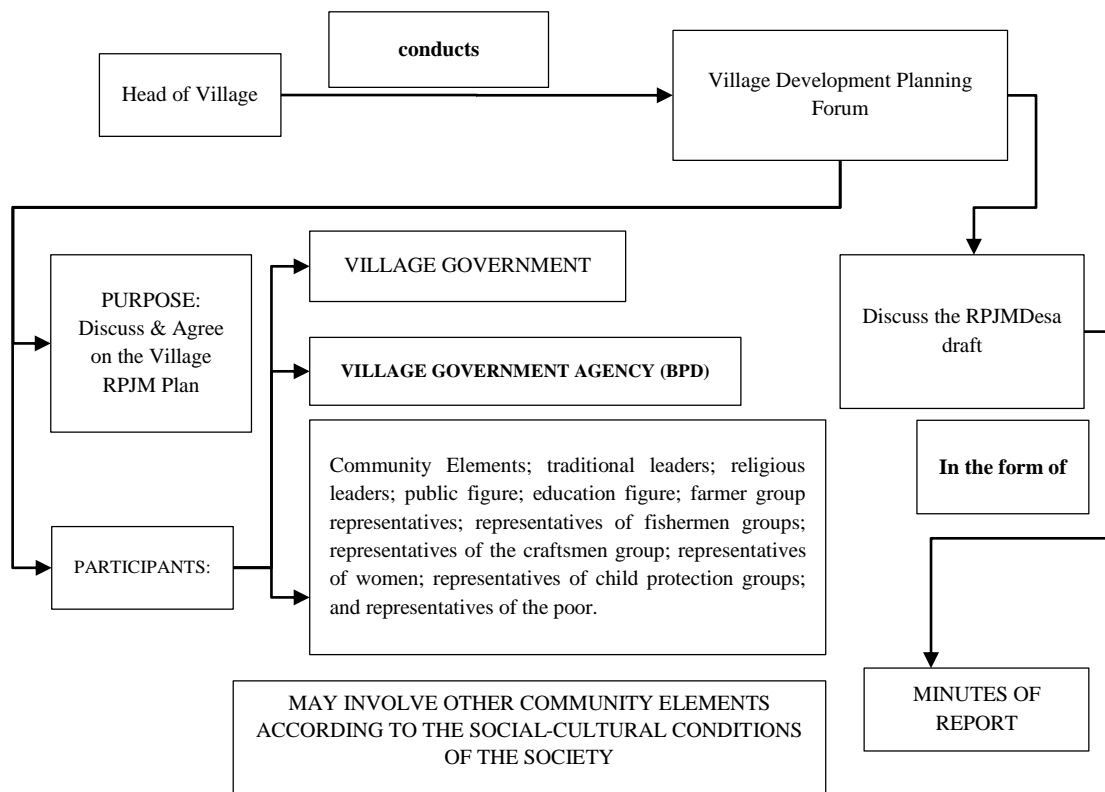 conducts
Head of Village
Village Development Planning
Forum
PURPOSE:
Discuss & Agree
on the Village
RPJM Plan
VILLAGE GOVERNMENT
VILLAGE GOVERNMENT AGENCY (BPD)
Discuss the RPJMDesa
draft
In the form of
PARTICIPANTS:
Community Elements; traditional leaders; religious
leaders; public figure; education figure; farmer group
representatives; representatives of fishermen groups;
representatives of the craftsmen group; representatives
of women; representatives of child protection groups;
and representatives of the poor.
MAY INVOLVE OTHER COMMUNITY ELEMENTS
ACCORDING TO THE SOCIAL-CULTURAL CONDITIONS
OF THE SOCIETY
MINUTES OF
REPORT